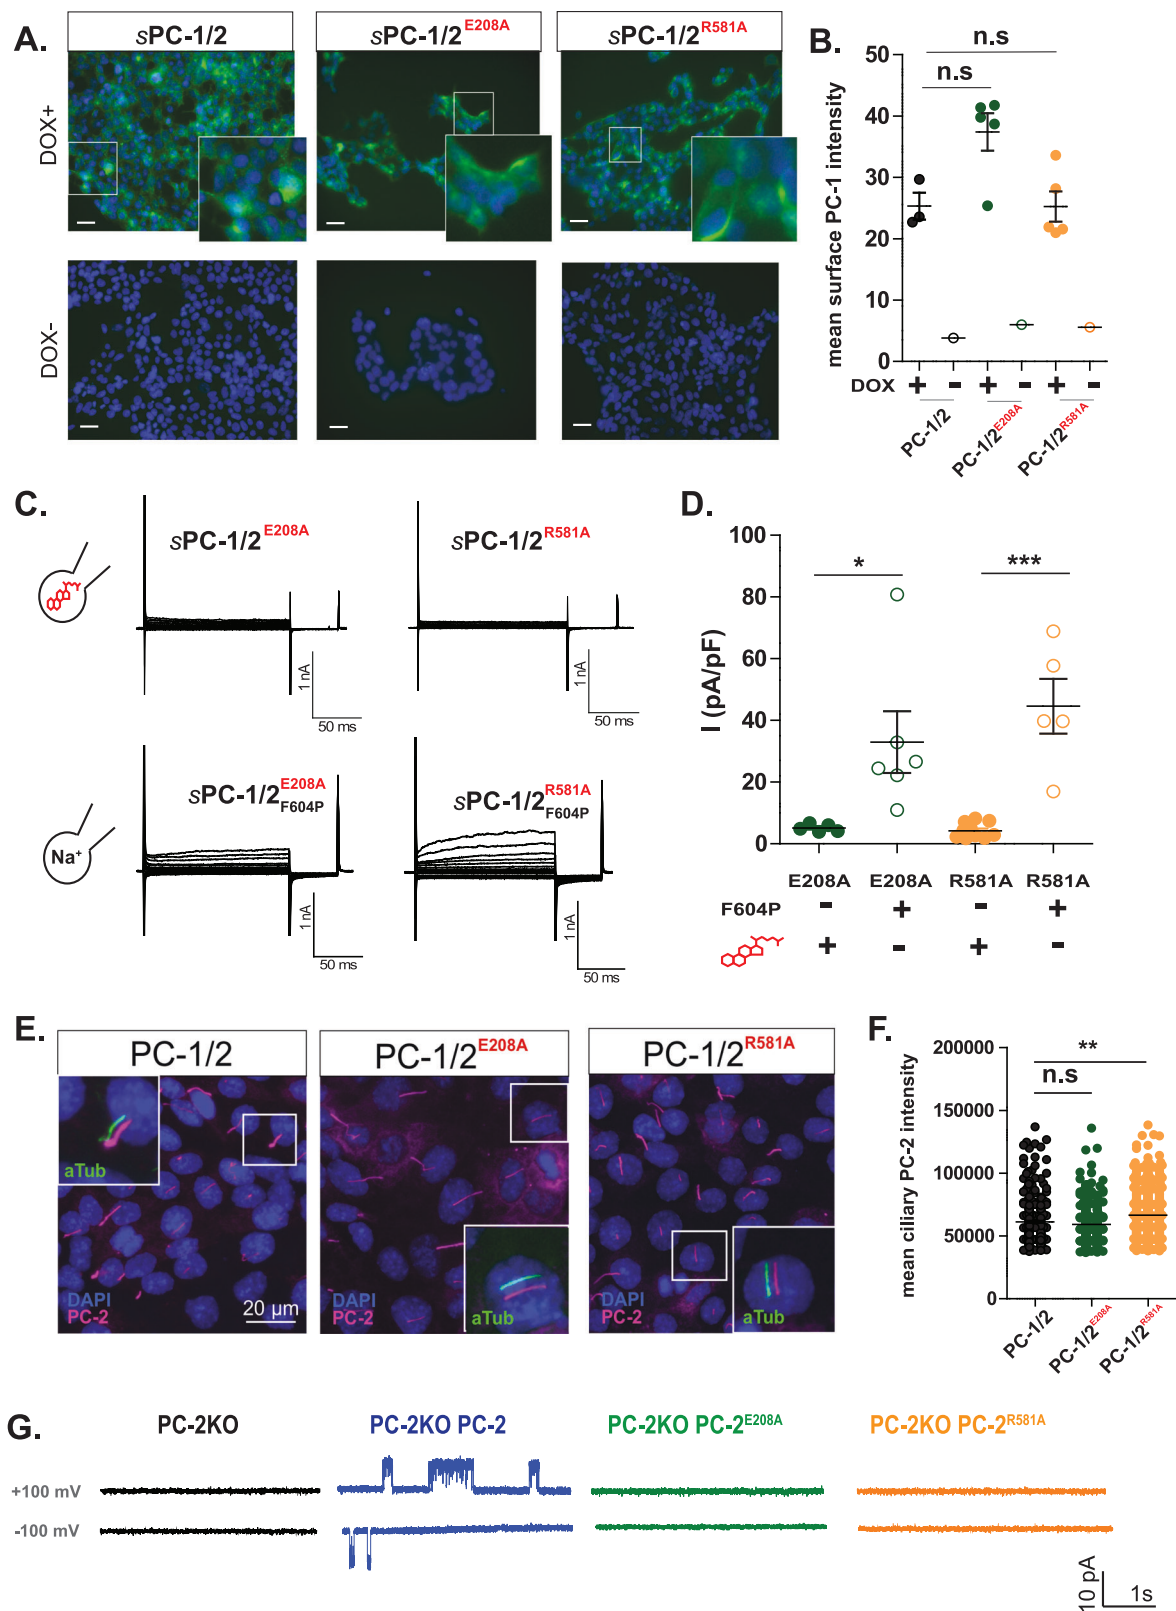 A.
sPC-1/2
sPC-1/2E208A
sPC-1/2R581A
DOX+
DOX-
B.
n.s
n.s
mean surface PC-1 intensity
50
40
30
20
10
0
DOX + - + - + -
PC-1/2
PC-1/2E208A
PC-1/2R581A
C.
sPC-1/2E208A
sPC-1/2R581A
1 nA
50 ms
1 nA
50 ms
Na+
sPC-1/2E208A F604P
sPC-1/2R581A F604P
1 nA
50 ms
1 nA
50 ms
D.
* ***
I (pA/pF)
100
80
60
40
20
0
E208A E208A R581A R581A
F604P - + - +
+ - + -
E.
PC-1/2
PC-1/2E208A
PC-1/2R581A
aTub
DAPI
PC-2
20 µm
aTub
DAPI
PC-2
aTub
DAPI
PC-2
F.
**
n.s
mean ciliary PC-2 intensity
200000
150000
100000
50000
0
PC-1/2
PC-1/2E208A
PC-1/2R581A
G.
PC-2KO
PC-2KO PC-2
PC-2KO PC-2E208A
PC-2KO PC-2R581A
+100 mV
-100 mV
10 pA
1s